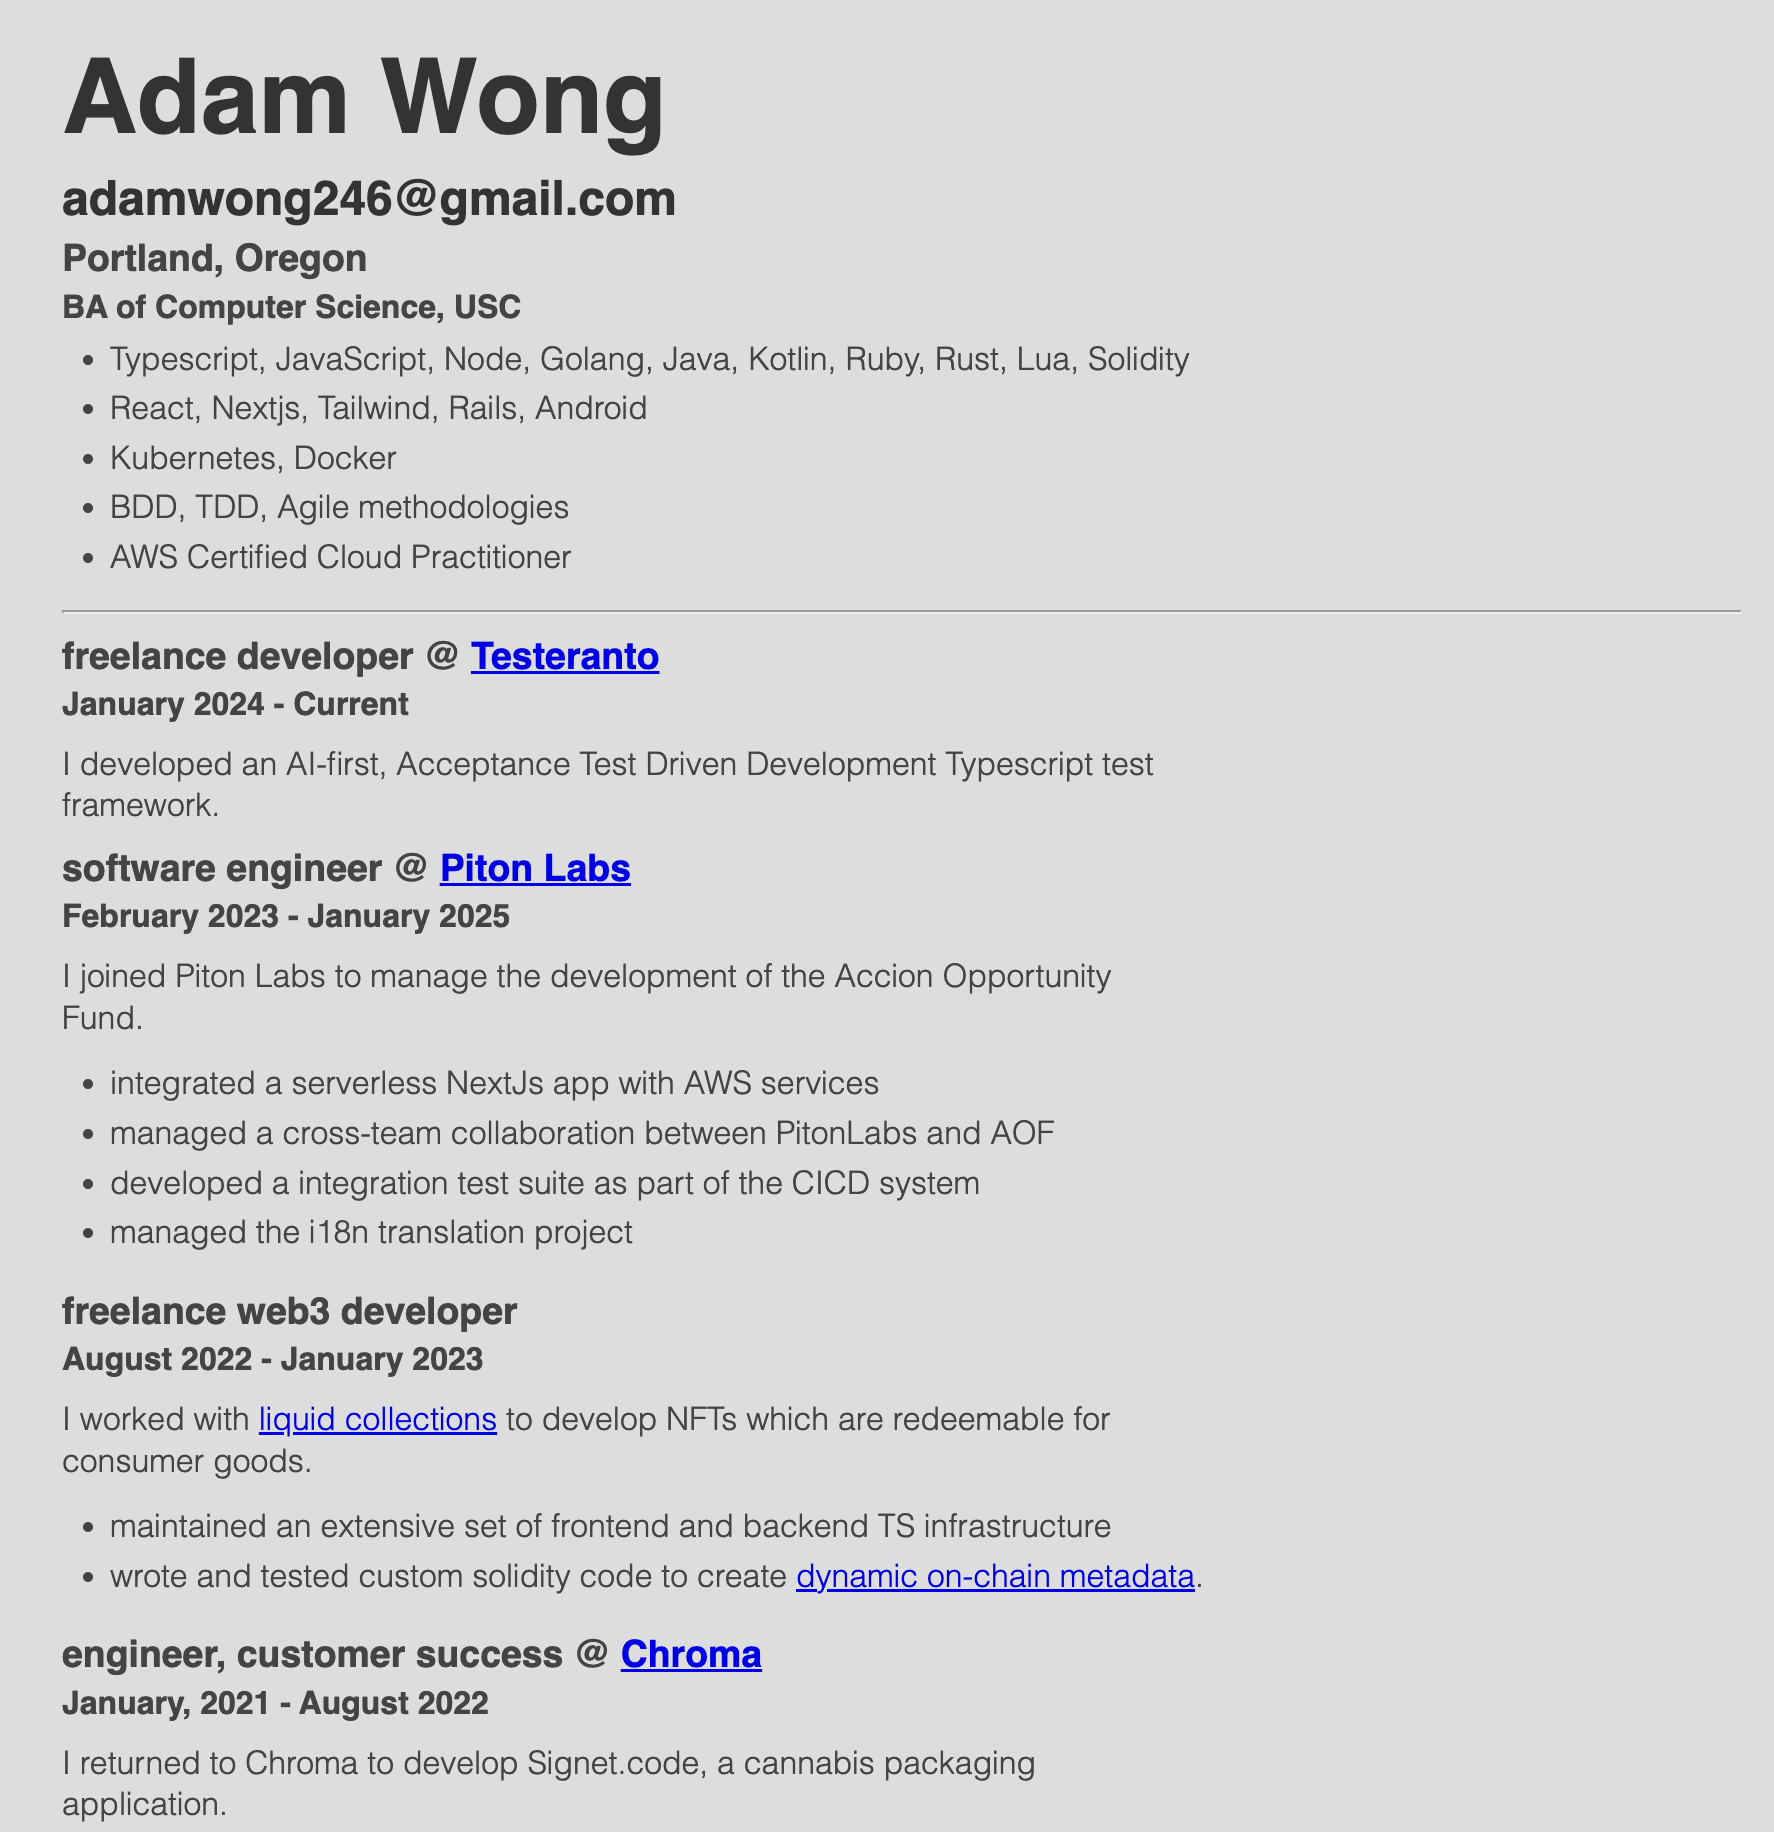 Adam Wong
adamwong246@gmail.com
Portland, Oregon
BA of Computer Science, USC
• Typescript, JavaScript, Node, Golang, Java, Kotlin, Ruby, Rust, Lua, Solidity
• React, Nextjs, Tailwind, Rails, Android
• Kubernetes, Docker
• BDD, TDD, Agile methodologies
• AWS Certified Cloud Practitioner
freelance developer @ Testeranto
January 2024 - Current
I developed an AI-first, Acceptance Test Driven Development Typescript test
framework.
software engineer @ Piton Labs
February 2023 - January 2025
I joined Piton Labs to manage the development of the Accion Opportunity
Fund.
• integrated a serverless NextJs app with AWS services
• managed a cross-team collaboration between PitonLabs and AOF
• developed a integration test suite as part of the CICD system
• managed the i18n translation project
freelance web3 developer
August 2022 - January 2023
I worked with liquid collections to develop NFTs which are redeemable for
consumer goods.
• maintained an extensive set of frontend and backend TS infrastructure
• wrote and tested custom solidity code to create dynamic on-chain metadata.
engineer, customer success @ Chroma
January, 2021 - August 2022
I returned to Chroma to develop Signet.code, a cannabis packaging
application.